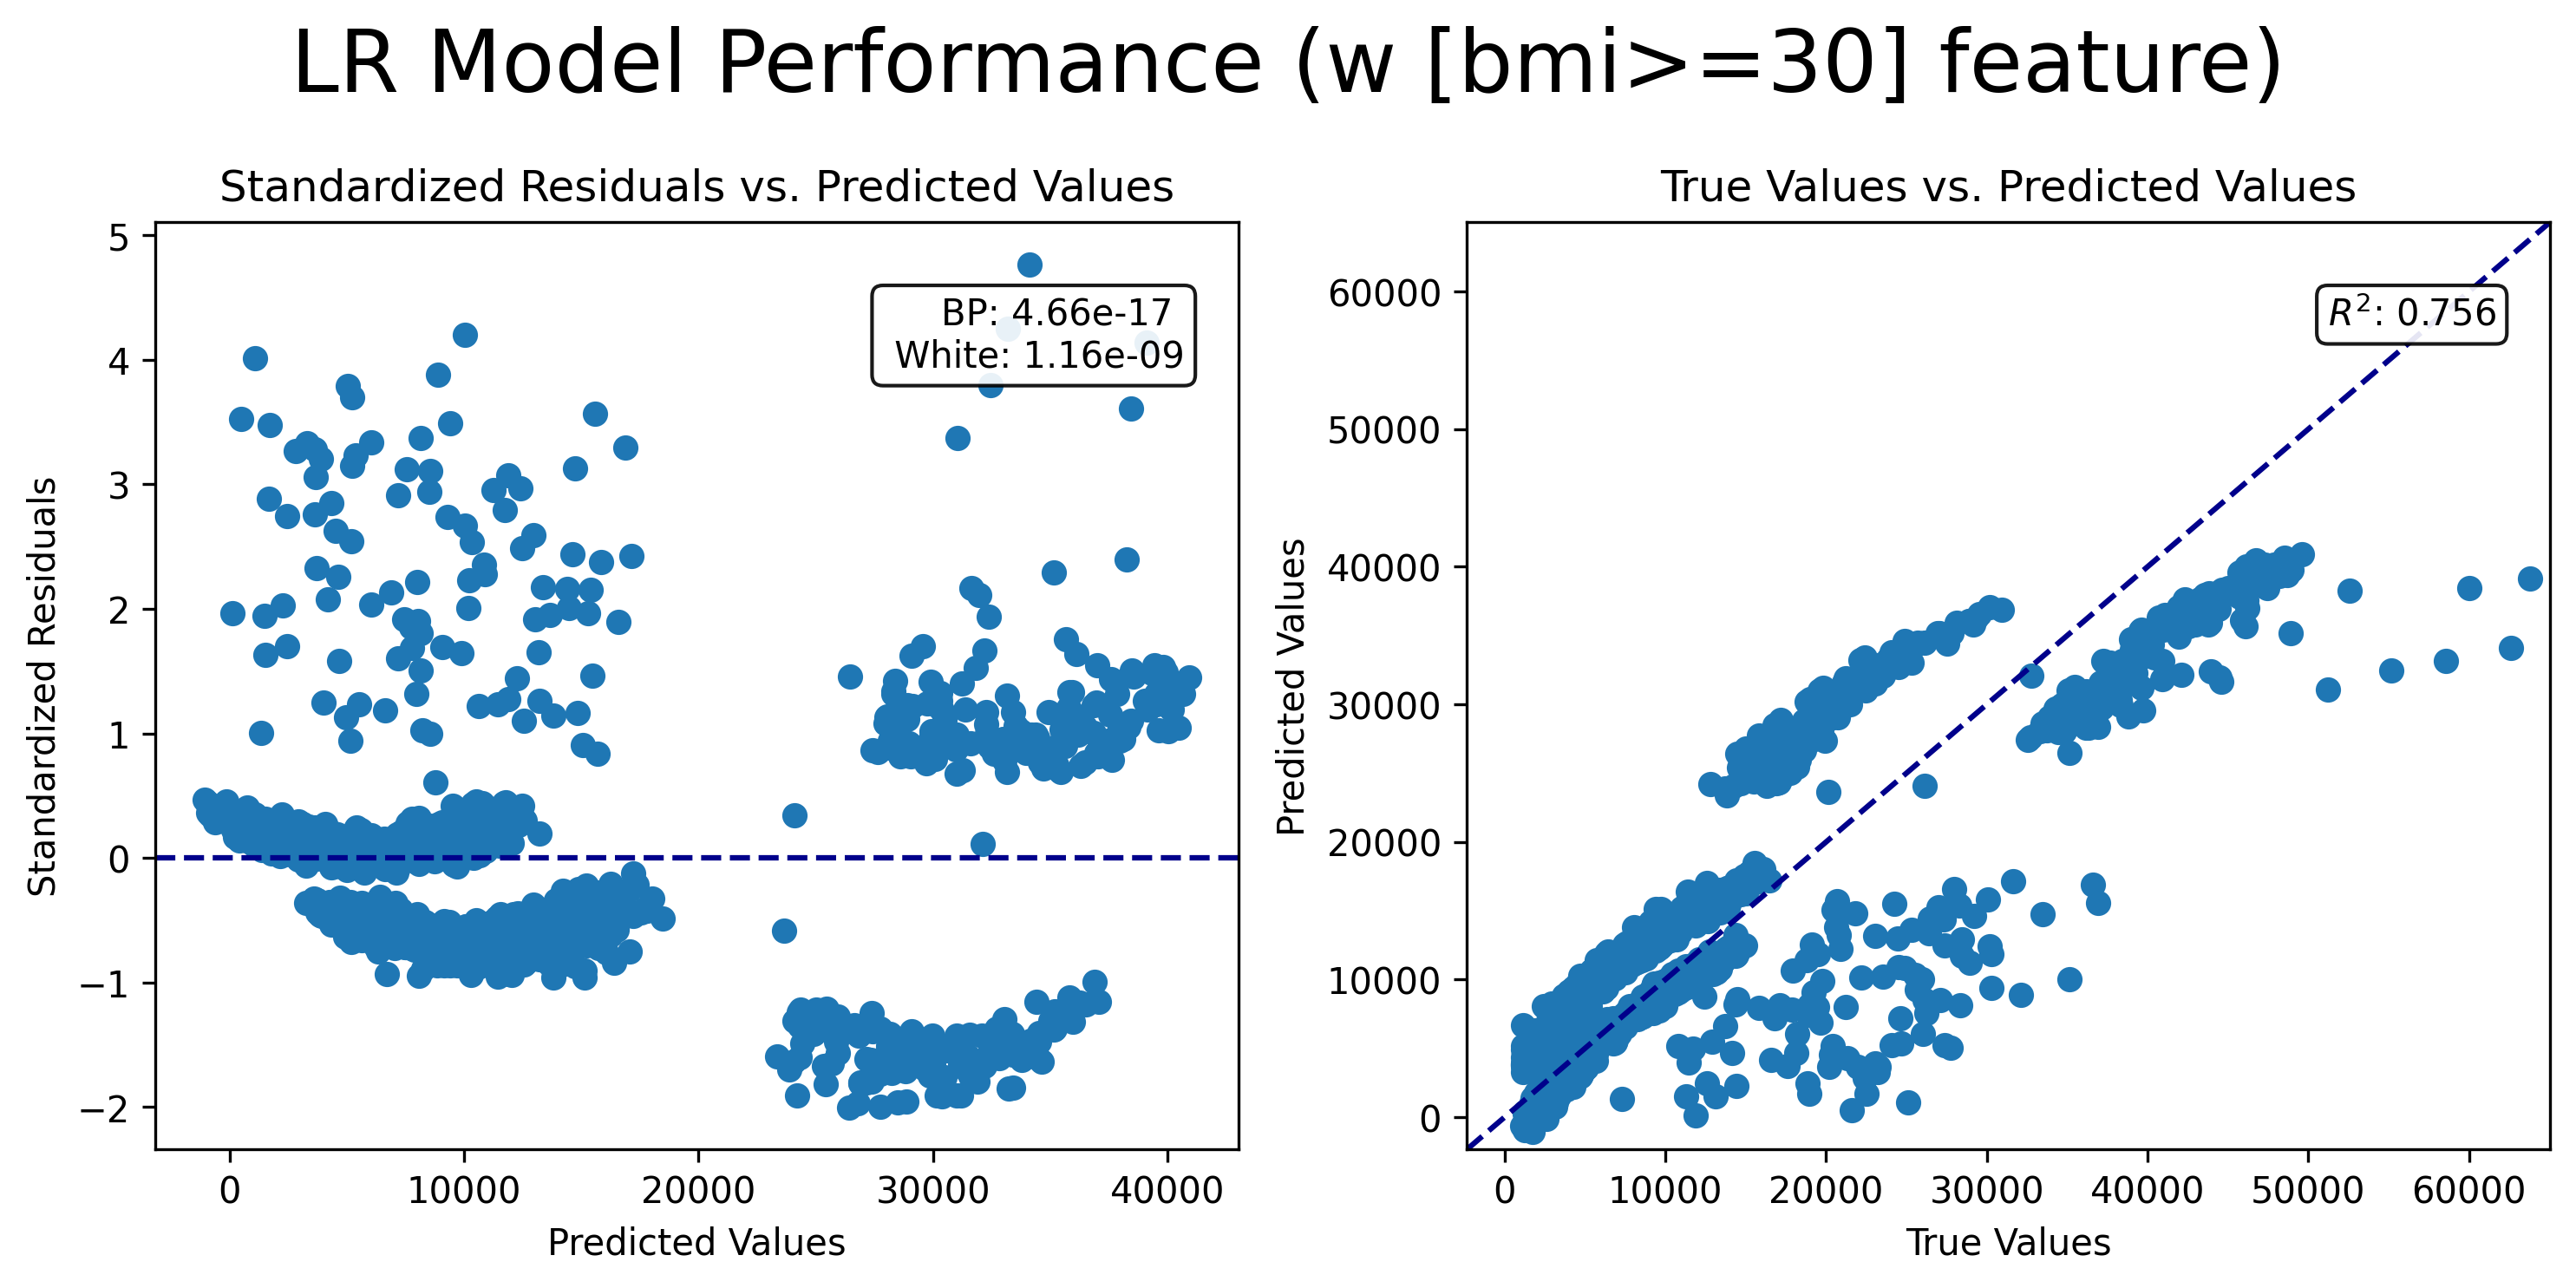 LR Model Performance (w [bmi>=30] feature)
Standardized Residuals vs. Predicted Values
5
4
3
2
1
0
−1
−2
Standardized Residuals
BP: 4.66e-17
White: 1.16e-09
0
10000
20000
30000
40000
Predicted Values
True Values vs. Predicted Values
60000
50000
40000
30000
20000
10000
0
Predicted Values
R²: 0.756
0
10000
20000
30000
40000
50000
60000
True Values